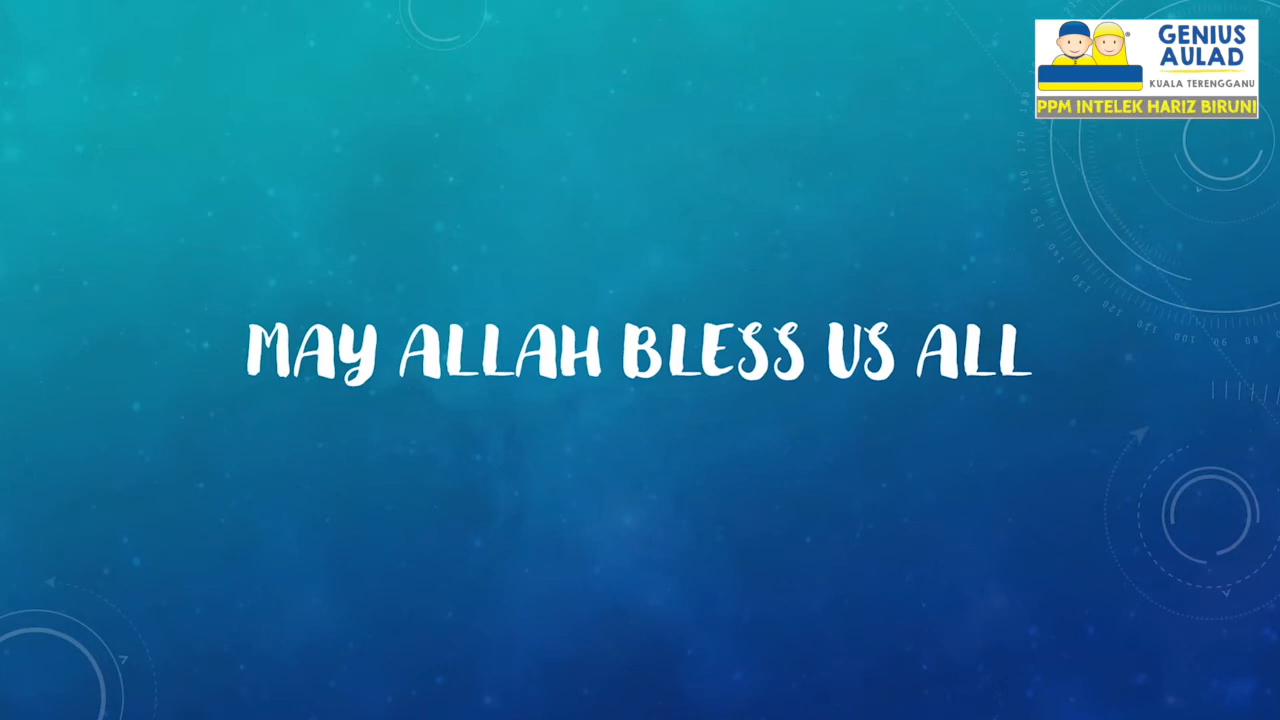 GENIUS
AULAD
KUALA TERENGGANU
PPM INTELEK HARIZ BIRUNI
MAY ALLAH BLESS US ALL